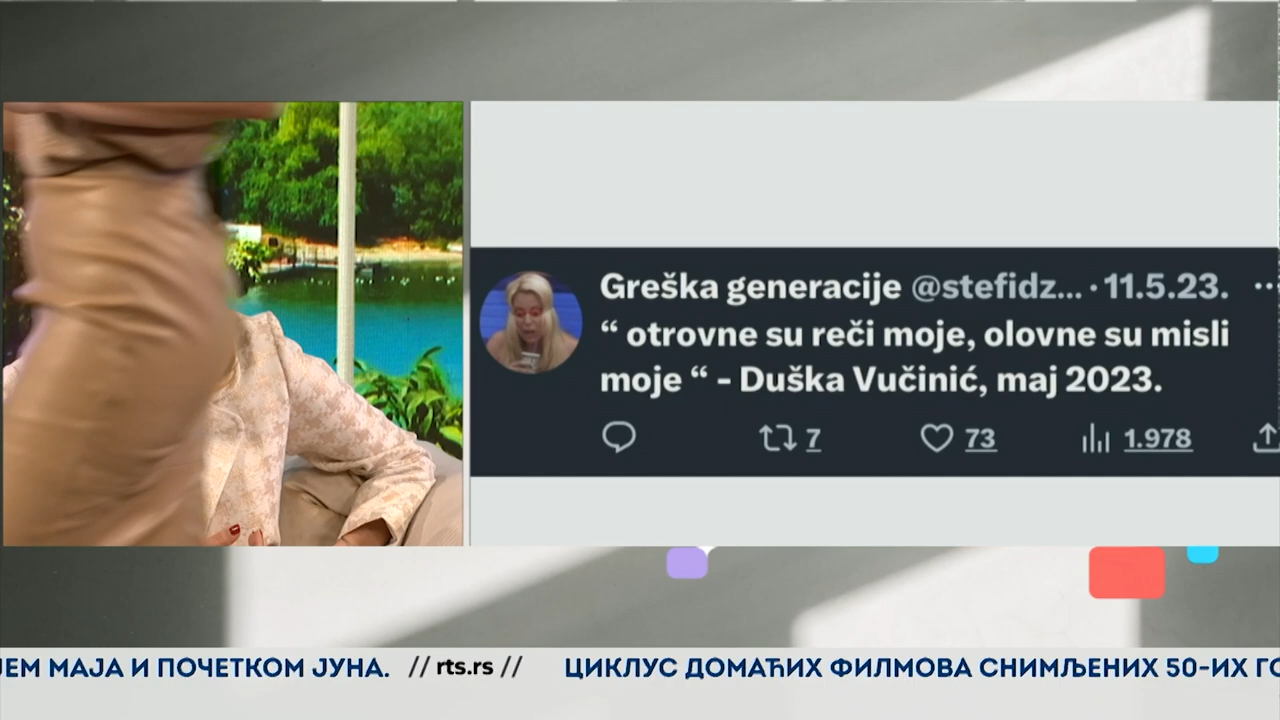 Greška generacije @stefidz... · 11.5.23.
“ otrovne su reči moje, olovne su misli
moje “ - Duška Vučinić, maj 2023.
7 73 1.978
ЈЕМ МАЈА И ПОЧЕТКОМ ЈУНА. // rts.rs // ЦИКЛУС ДОМАЋИХ ФИЛМОВА СНИМЉЕНИХ 50-ИХ ГО